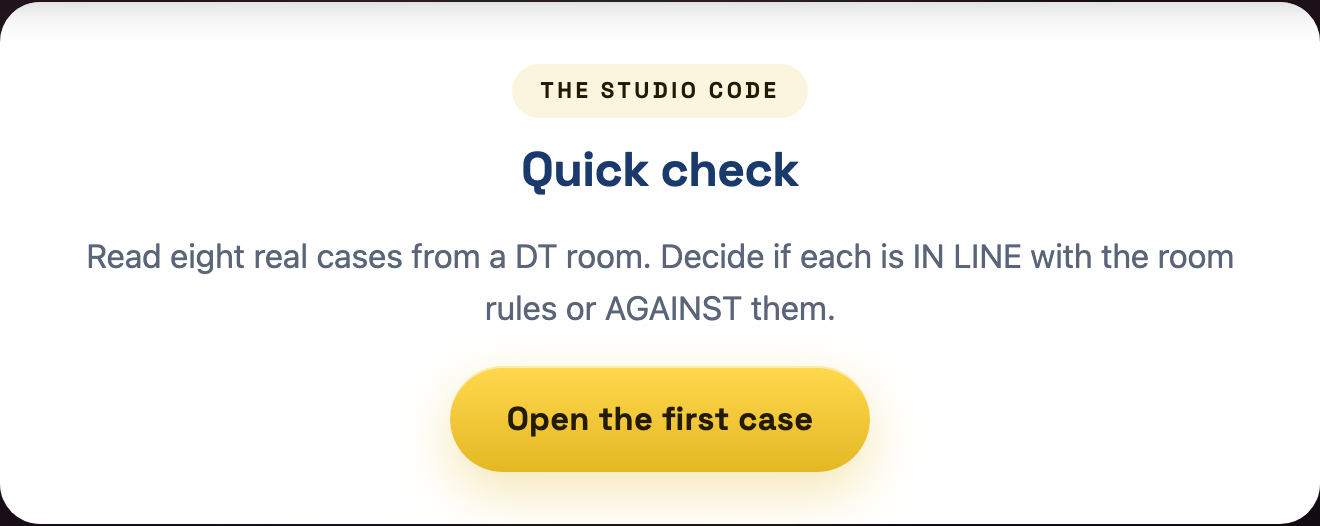 THE STUDIO CODE
Quick check
Read eight real cases from a DT room. Decide if each is IN LINE with the room
rules or AGAINST them.
Open the first case